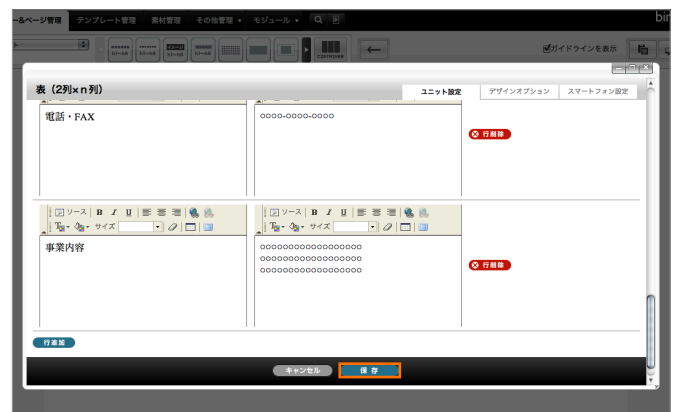 ー&ページ管理 テンプレート管理 素材管理 その他管理 モジュール
bin
CONTAINER
ガイドラインを表示
表（2列×n列）
ユニット設定 デザインオプション スマートフォン設定
電話・FAX
○○○○-○○○○-○○○○
行削除
ソース B I U
サイズ
ソース B I U
サイズ
事業内容
○○○○○○○○○○○○○○○○○○
○○○○○○○○○○○○○○○○○○
○○○○○○○○○○○○○○○○○○
行削除
行追加
キャンセル 保存